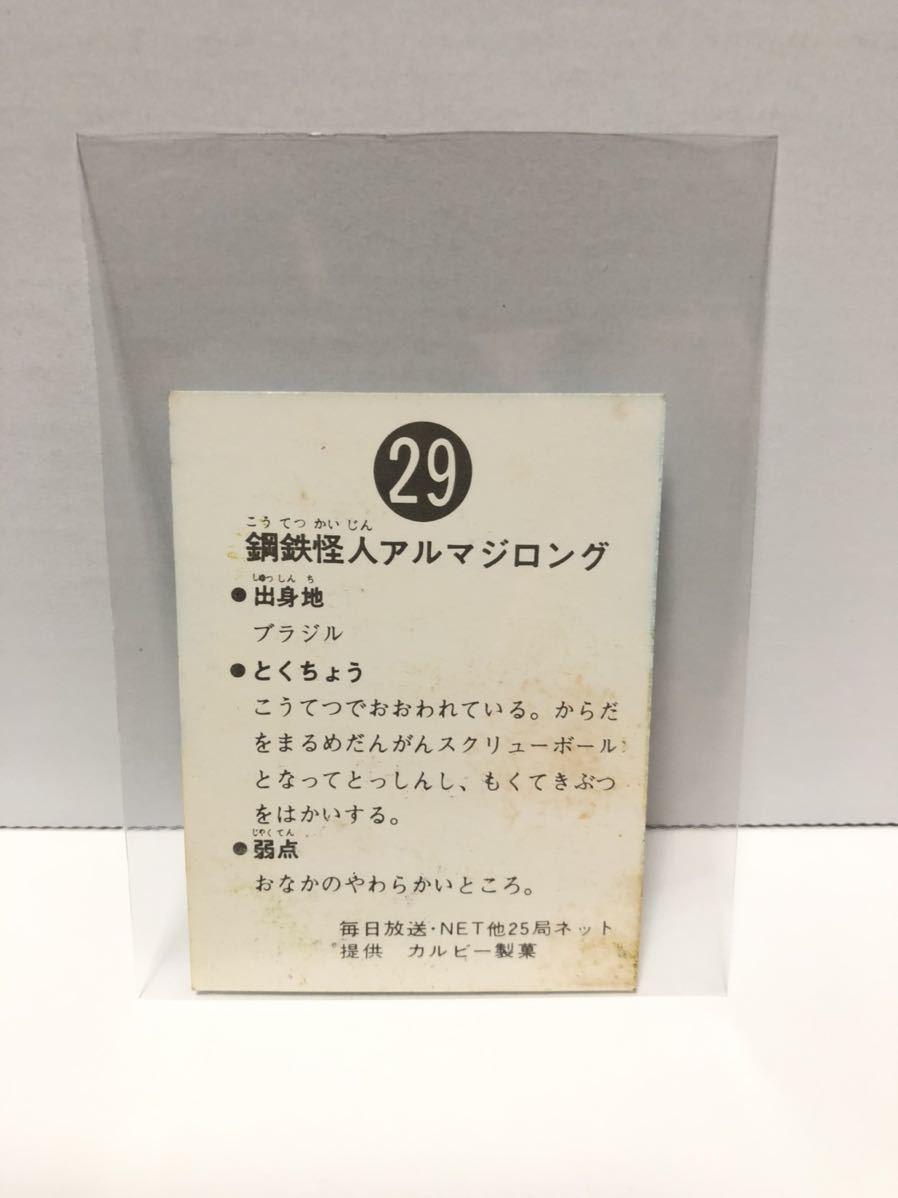 29
こうてつかいじん
鋼鉄怪人アルマジロング
しゅっしんち
●出身地
ブラジル
●とくちょう
こうてつでおおわれている。からだ
をまるめだんがんスクリューボール
となってとっしんし、もくてきぶつ
をはかいする。
じやくてん
●弱点
おなかのやわらかいところ。
毎日放送・NET他25局ネット
提供 カルビー製菓